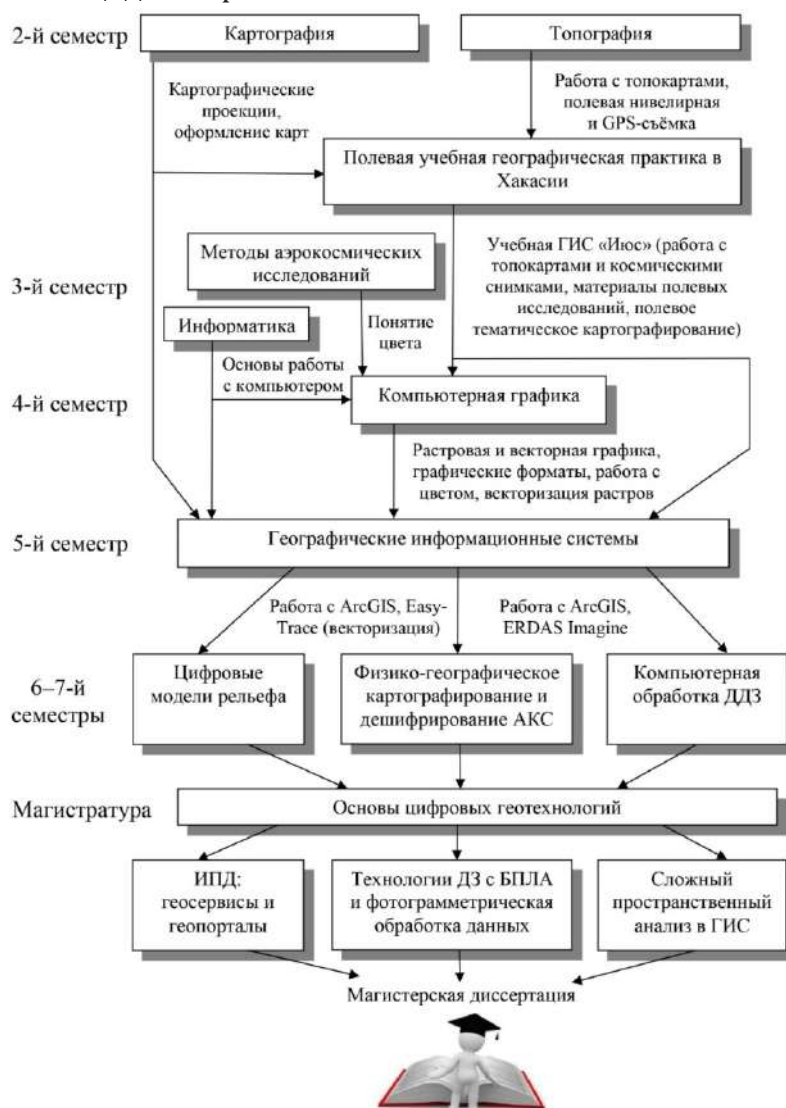 2-й семестр
Картография
Топография
Картографические
проекции,
оформление карт
Работа с топокартами,
полевая нивелирная
и GPS-съёмка
Полевая учебная географическая практика в
Хакасии
3-й семестр
Методы аэрокосмических
исследований
Учебная ГИС «Июс» (работа с
топокартами и космическими
снимками, материалы полевых
исследований, полевое
тематическое картографирование)
Информатика
Понятие
цвета
Основы работы
с компьютером
4-й семестр
Компьютерная графика
Растровая и векторная графика,
графические форматы, работа с
цветом, векторизация растров
5-й семестр
Географические информационные системы
Работа с ArcGIS, Easy-
Trace (векторизация)
Работа с ArcGIS,
ERDAS Imagine
6–7-й
семестры
Цифровые
модели рельефа
Физико-географическое
картографирование и
дешифрирование АКС
Компьютерная
обработка ДДЗ
Магистратура
Основы цифровых геотехнологий
ИПД:
геосервисы и
геопорталы
Технологии ДЗ с БПЛА
и фотограмметрическая
обработка данных
Сложный
пространственный
анализ в ГИС
Магистерская диссертация